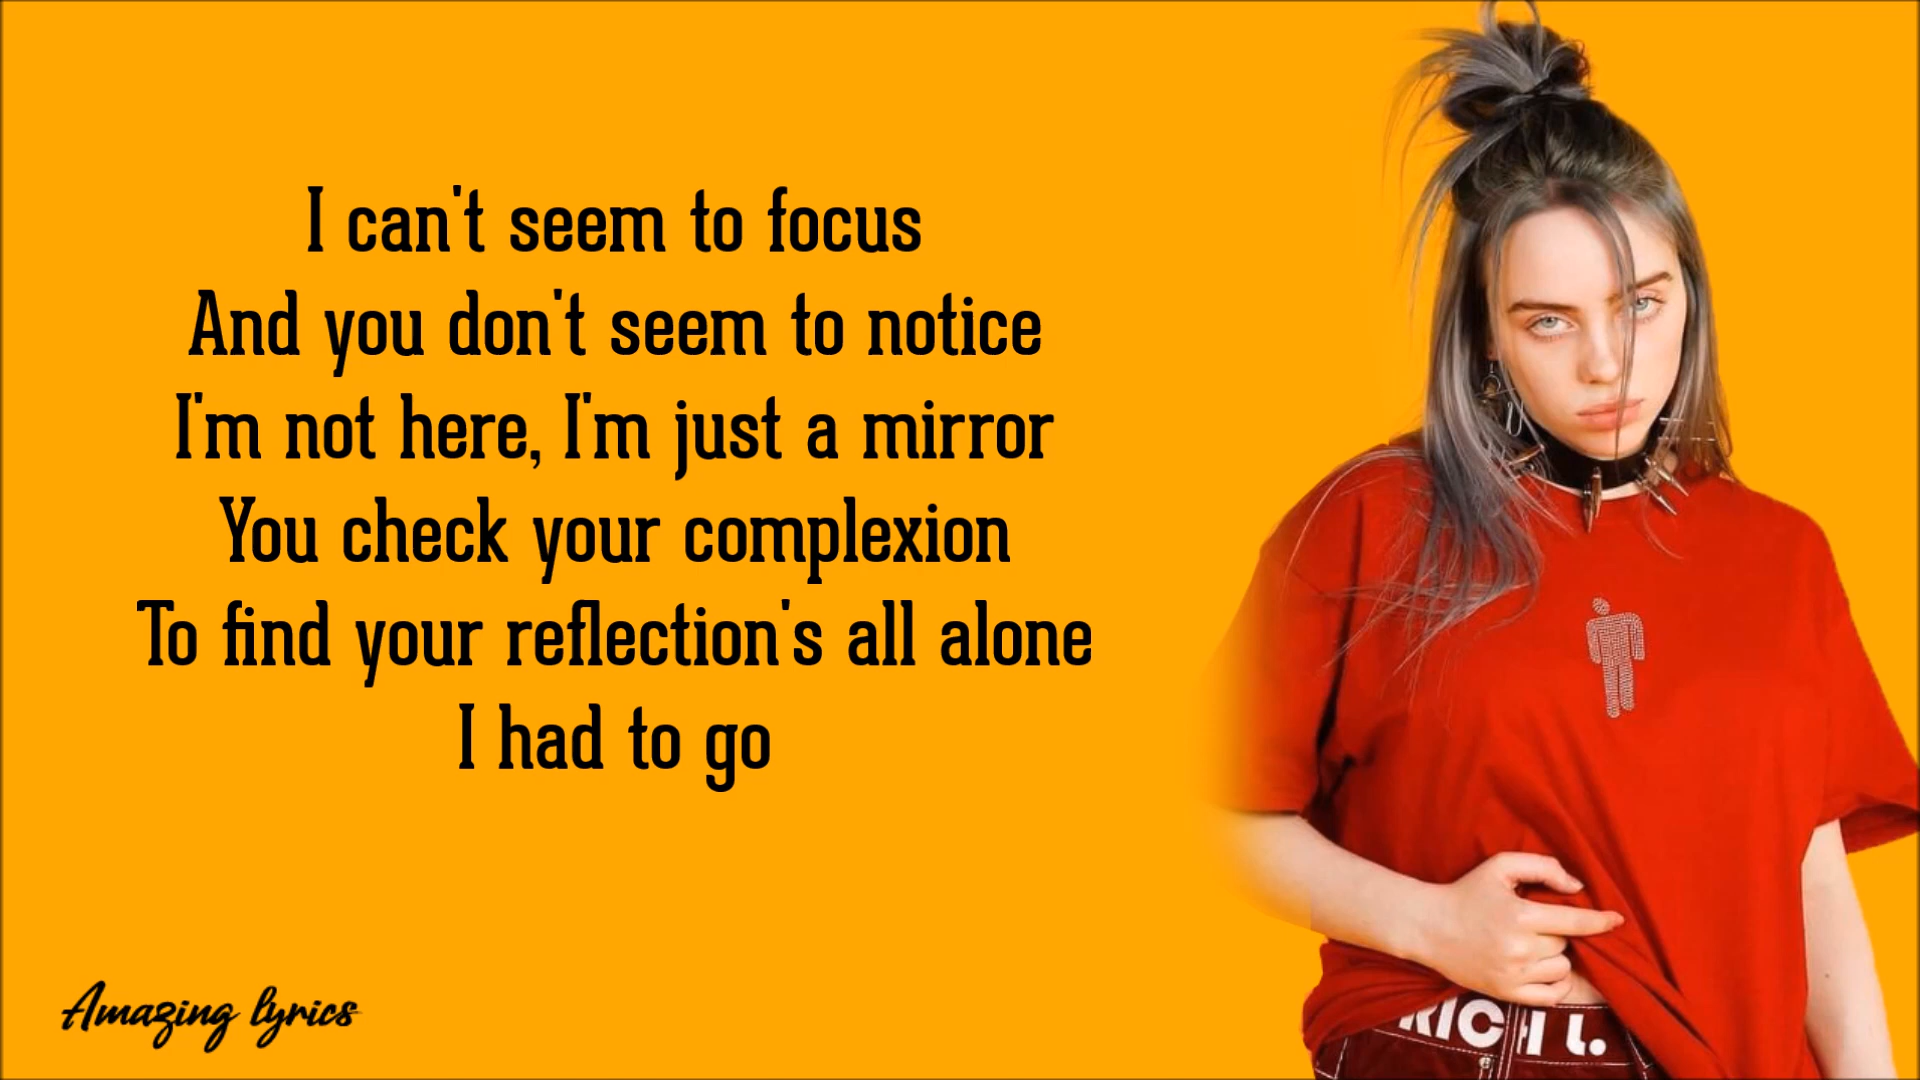 I can't seem to focus
And you don't seem to notice
I'm not here, I'm just a mirror
You check your complexion
To find your reflection's all alone
I had to go
Amazing lyrics